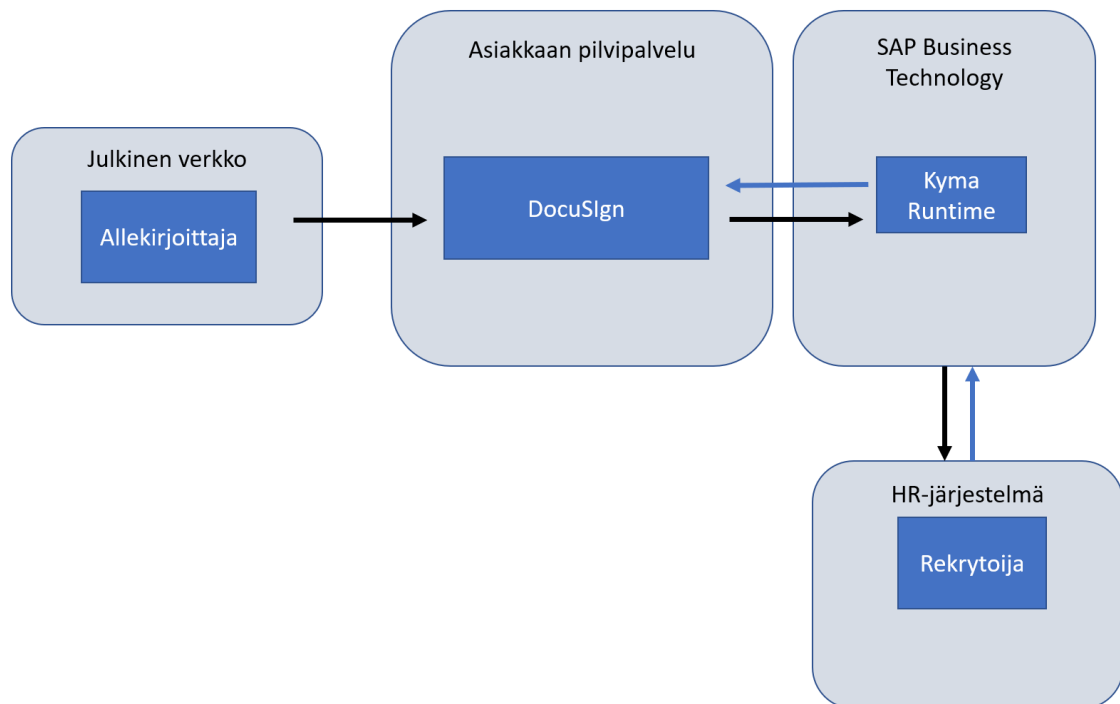 Asiakkaan pilvipalvelu
SAP Business
Technology
Julkinen verkko
Allekirjoittaja
DocuSIgn
Kyma
Runtime
HR-järjestelmä
Rekrytoija